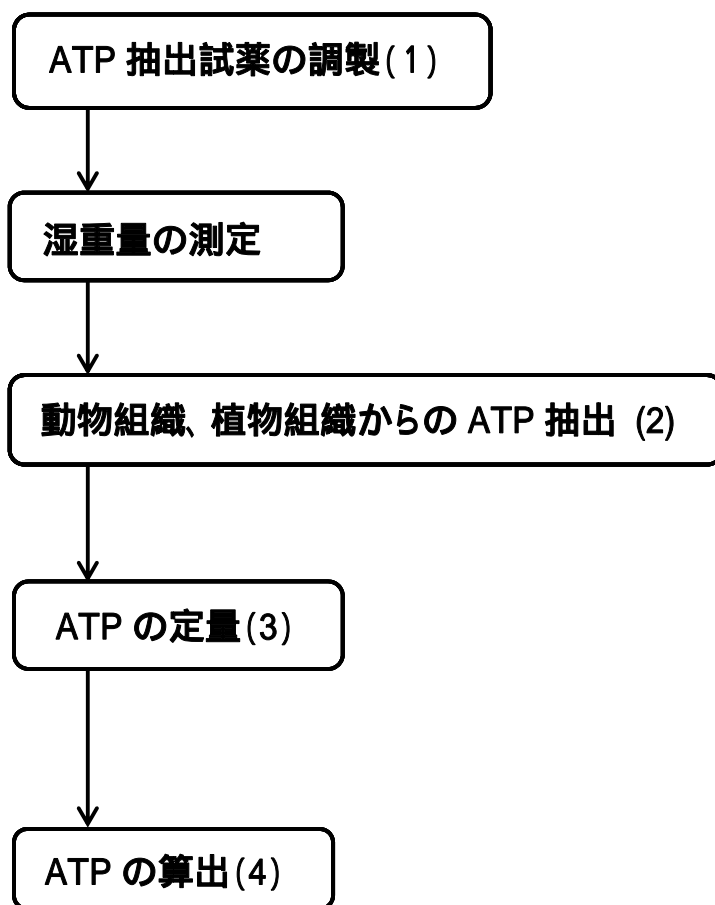 ATP 抽出試薬の調製(1)
湿重量の測定
動物組織、植物組織からの ATP 抽出 (2)
ATP の定量(3)
ATP の算出(4)